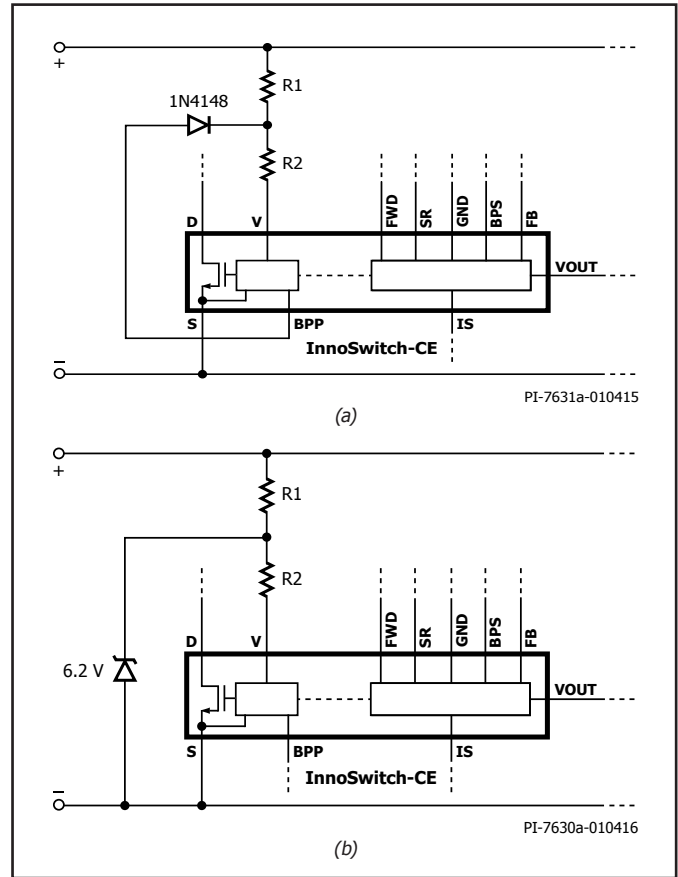 +
R1
1N4148
R2
D
V
FWD
SR
GND
BPS
FB
VOUT
S
BPP
IS
InnoSwitch-CE
–
PI-7631a-010415
(a)
+
R1
R2
D
V
FWD
SR
GND
BPS
FB
6.2 V
VOUT
S
BPP
IS
InnoSwitch-CE
–
PI-7630a-010416
(b)